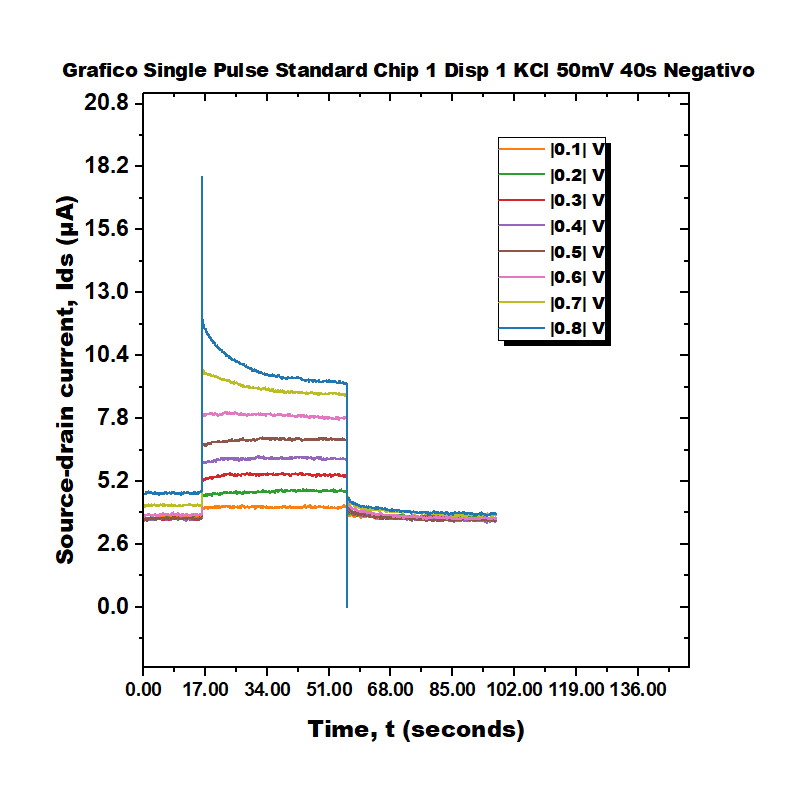 Grafico Single Pulse Standard Chip 1 Disp 1 KCl 50mV 40s Negativo
20.8
18.2
15.6
13.0
10.4
7.8
5.2
2.6
0.0
Source-drain current, Ids (µA)
|0.1| V
|0.2| V
|0.3| V
|0.4| V
|0.5| V
|0.6| V
|0.7| V
|0.8| V
0.00 17.00 34.00 51.00 68.00 85.00 102.00 119.00 136.00
Time, t (seconds)